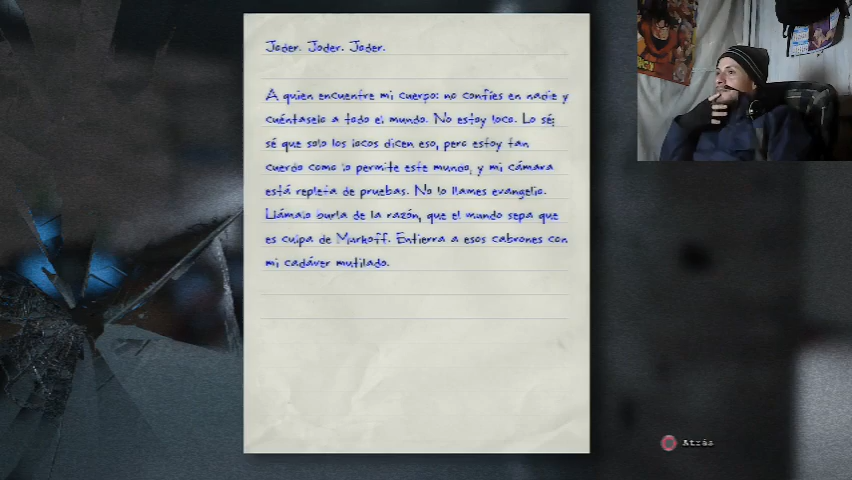 Joder. Joder. Joder.
A quien encuentre mi cuerpo: no confíes en nadie y
cuéntaselo a todo el mundo. No estoy loco. Lo sé;
sé que solo los locos dicen eso, pero estoy tan
cuerdo como lo permite este mundo, y mi cámara
está repleta de pruebas. No lo llames evangelio.
Llámalo burla de la razón, que el mundo sepa que
es culpa de Murkoff. Entierra a esos cabrones con
mi cadáver mutilado.
Atrás